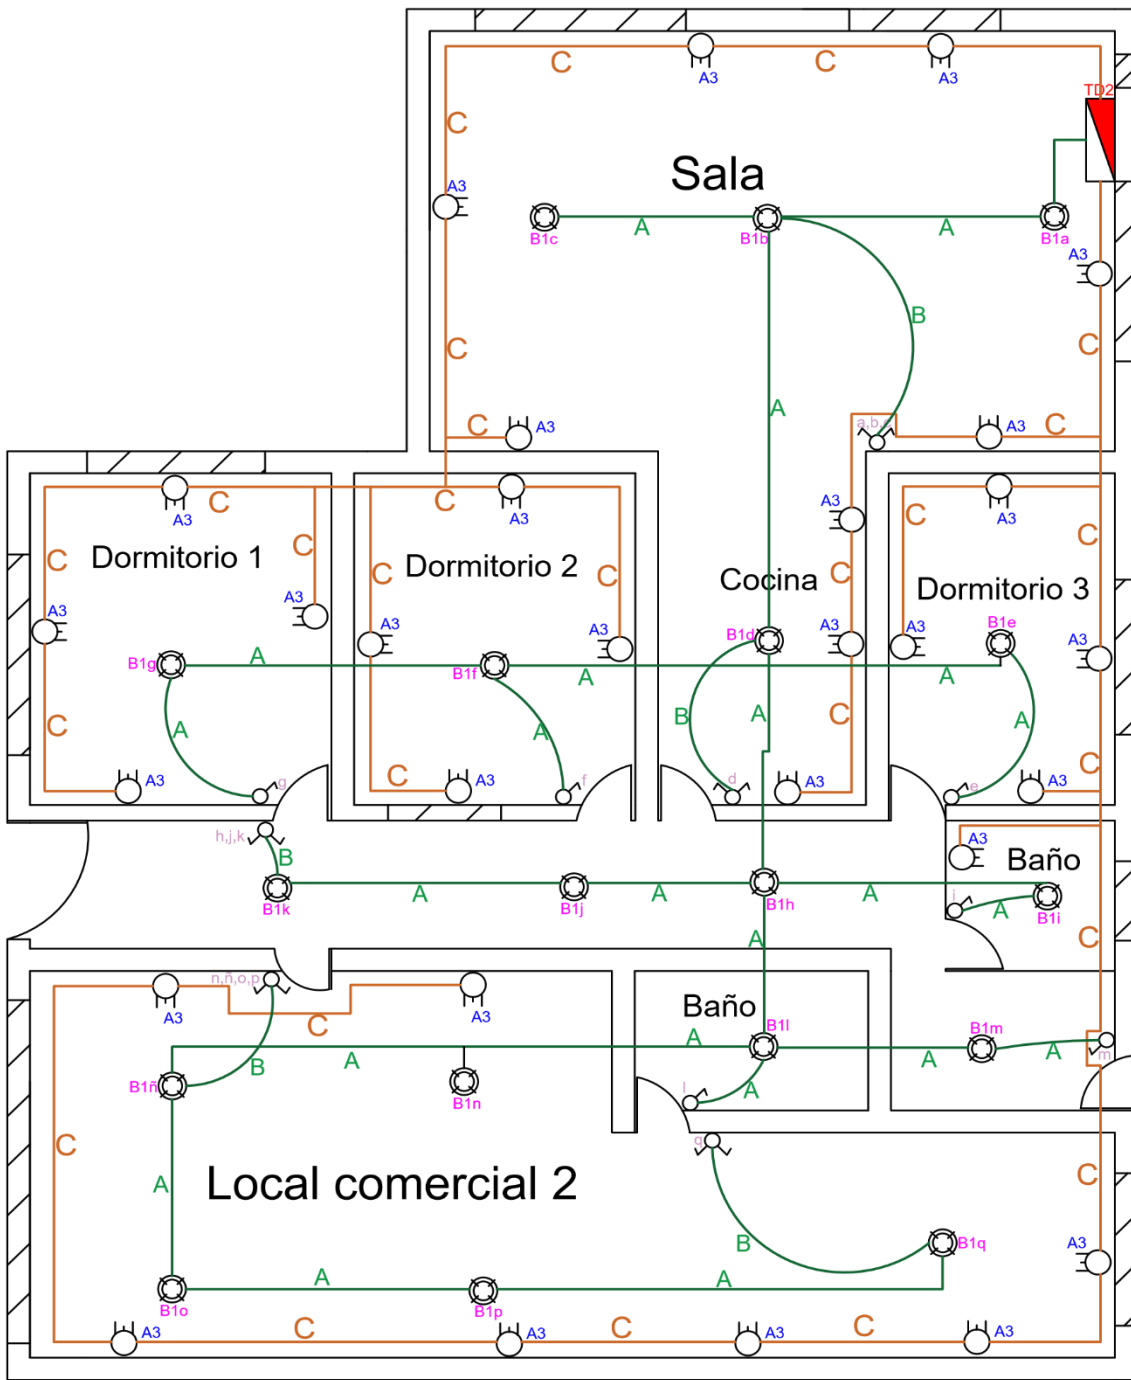 C
C
A3
A3
TD2
C
Sala
A3
B1c
A
B1b
A
B1a
A3
B
C
C
A
C
A3
a,b,c
A3
C
C
C
A3
A3
A3
C
A3
C
C
C
C
C
Dormitorio 1
Dormitorio 2
Cocina
C
Dormitorio 3
A3
A3
A3
A3
A3
A3
B1g
A
B1f
A
B1d
A
B1e
A3
C
A
A
B
A
C
A
C
A3
g
C
A3
f
d
A3
e
A3
h,j,k
B
A3
Baño
B1k
A
B1j
A
B1h
A
i
A
B1i
A
C
n,ñ,o,p
A3
A3
C
Baño
B1l
A
B1m
A
m
B1ñ
B
A
B1n
l
A
C
A
Local comercial 2
q
C
B
B1q
A3
A
A
B1o
B1p
A3
C
A3
C
A3
C
A3